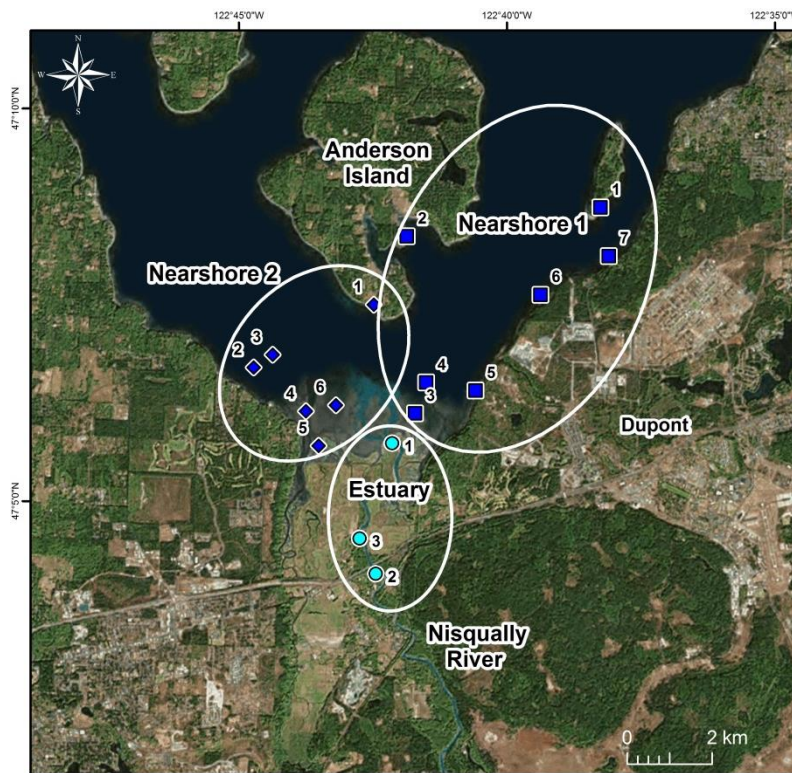 122°45'0"W
122°40'0"W
122°35'0"W
N
W
E
S
47°10'0"N
Anderson
Island
1
2
Nearshore 1
7
Nearshore 2
1
6
3
2
4
5
4
6
3
5
Dupont
1
47°5'0"N
Estuary
3
2
Nisqually
River
0
2 km